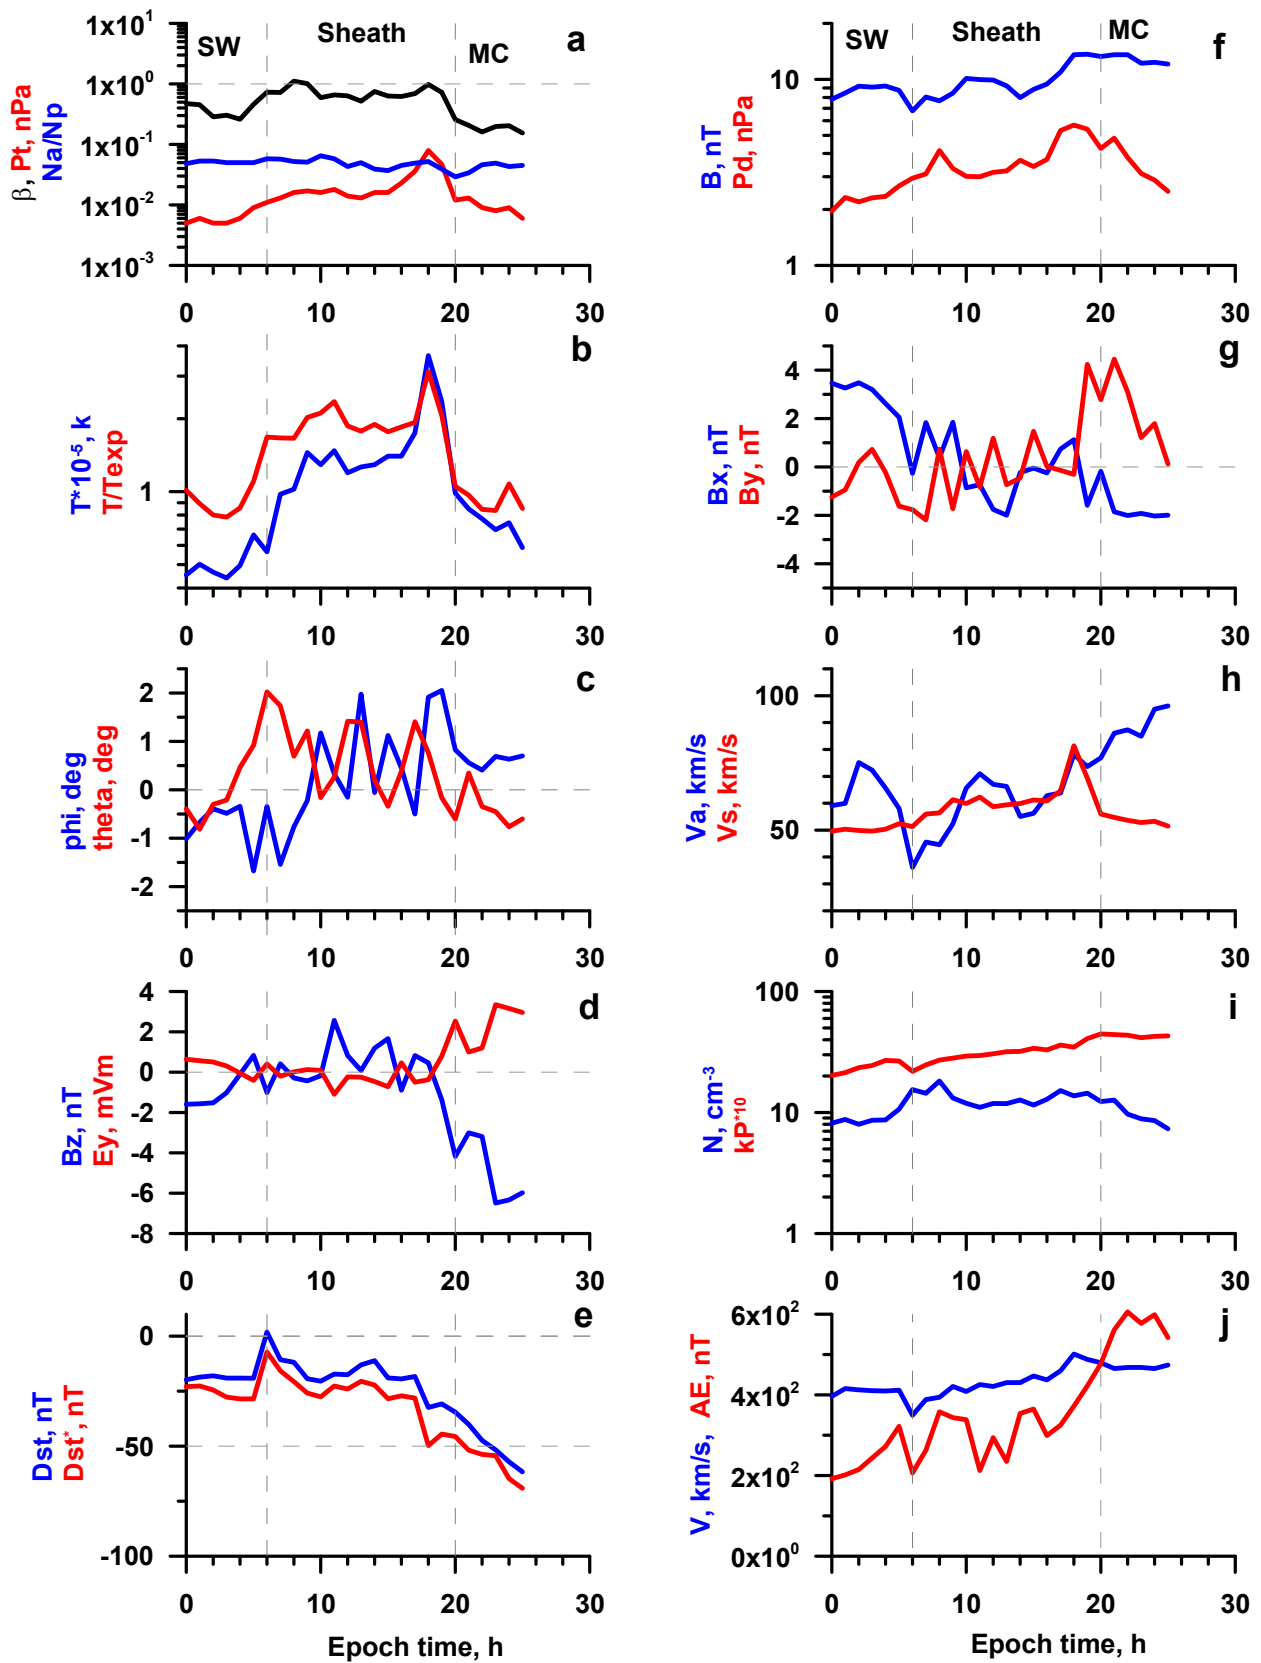 SW
Sheath
MC
a
1x10¹
1x10⁰
1x10⁻¹
1x10⁻²
1x10⁻³
β, Pt, nPa
Na/Np
0 10 20 30
SW
Sheath
MC
f
10
1
B, nT
Pd, nPa
0 10 20 30
b
1
T*10⁻⁵, k
T/Texp
0 10 20 30
g
4
2
0
-2
-4
Bx, nT
By, nT
0 10 20 30
c
2
1
0
-1
-2
phi, deg
theta, deg
0 10 20 30
h
100
50
Va, km/s
Vs, km/s
0 10 20 30
d
4
2
0
-2
-4
-6
-8
Bz, nT
Ey, mVm
0 10 20 30
i
100
10
1
N, cm⁻³
kP*¹⁰
0 10 20 30
e
0
-50
-100
Dst, nT
Dst*, nT
0 10 20 30
Epoch time, h
j
6x10²
4x10²
2x10²
0x10⁰
V, km/s, AE, nT
0 10 20 30
Epoch time, h